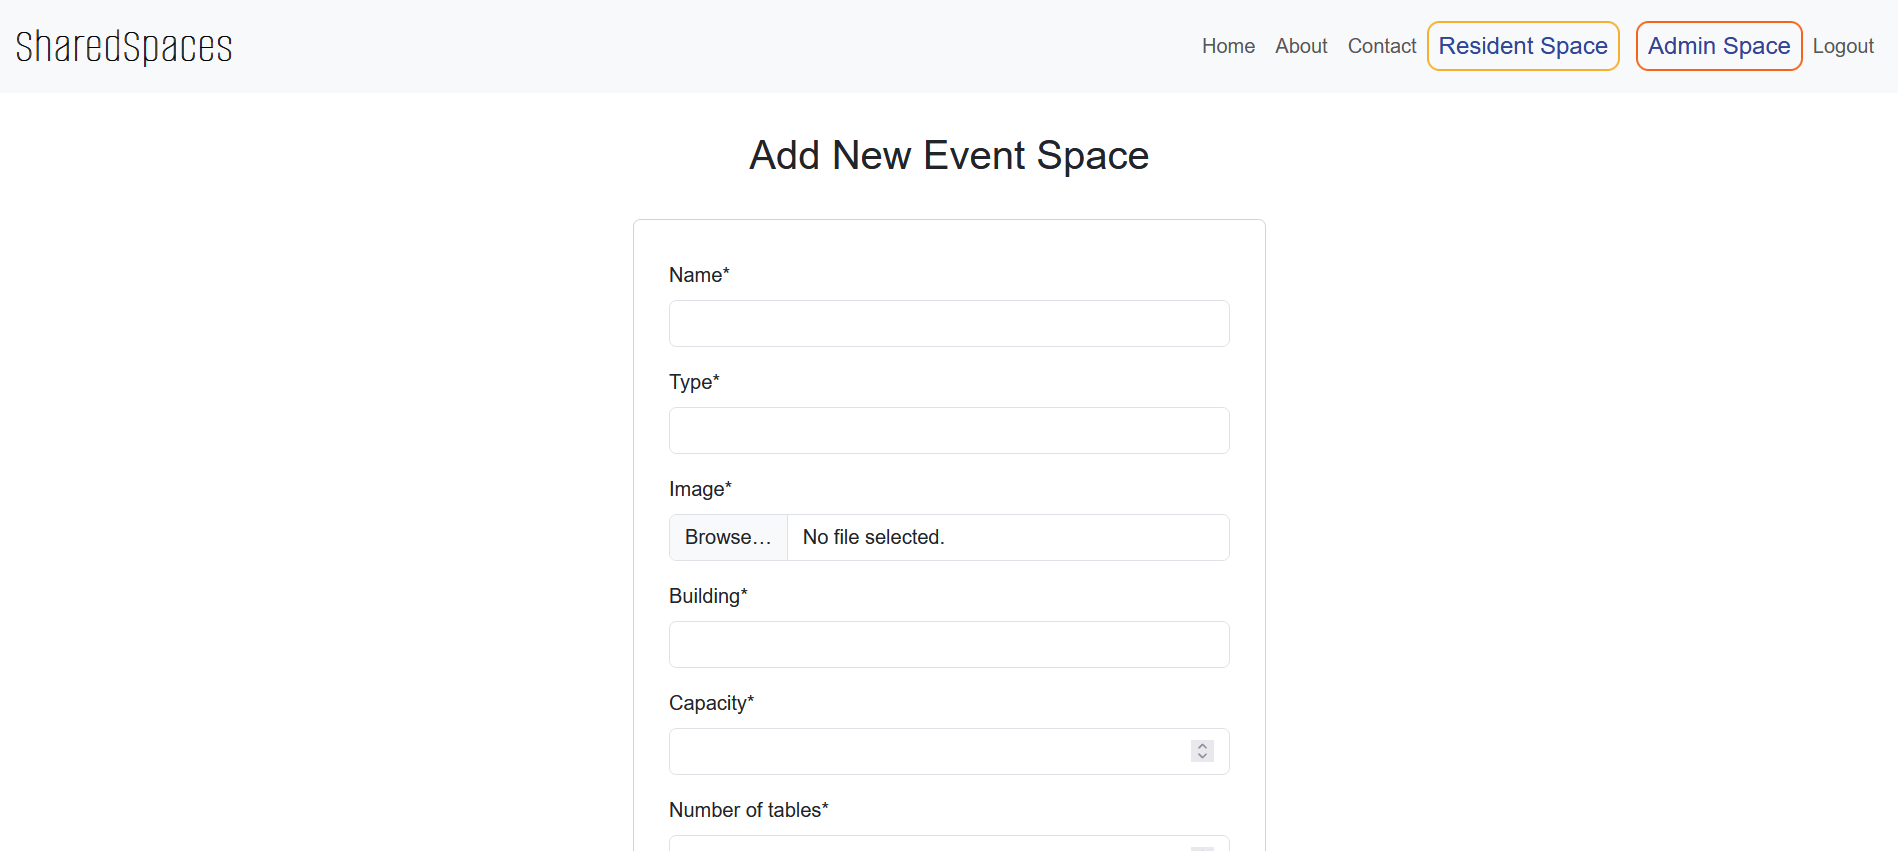 SharedSpaces
Home About Contact Resident Space Admin Space Logout
Add New Event Space
Name*
Type*
Image*
Browse… No file selected.
Building*
Capacity*
Number of tables*